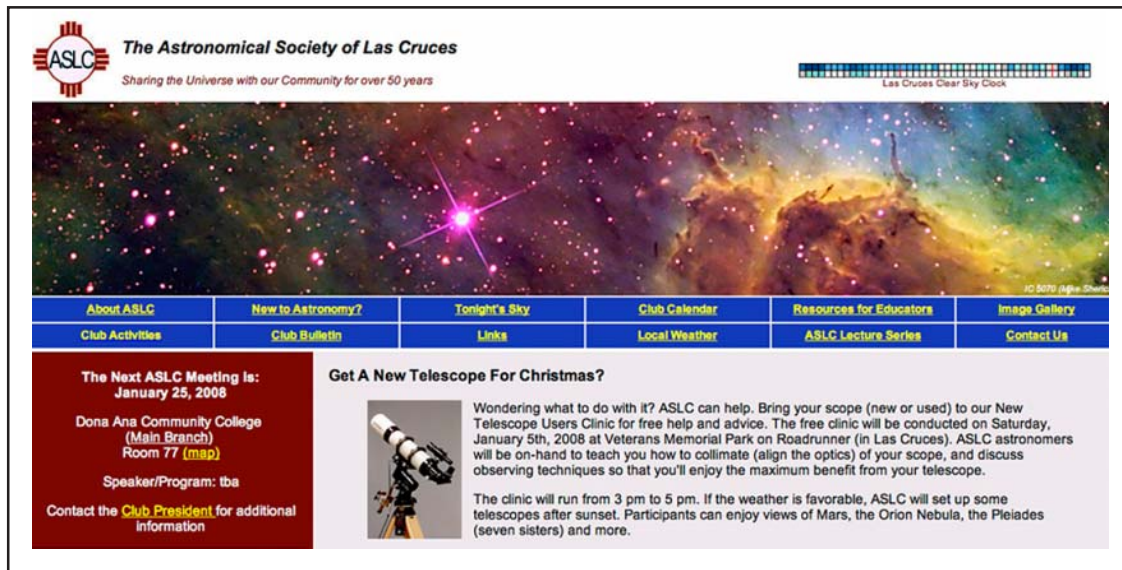 ASLC
The Astronomical Society of Las Cruces
Sharing the Universe with our Community for over 50 years
Las Cruces Clear Sky Clock
IC 5070 (Mike
About ASLC
New to Astronomy?
Tonight's Sky
Club Calendar
Resources for Educators
Image Gallery
Club Activities
Club Bulletin
Links
Local Weather
ASLC Lecture Series
Contact Us
The Next ASLC Meeting is:
January 25, 2008
Dona Ana Community College
(Main Branch)
Room 77 (map)
Speaker/Program: tba
Contact the Club President for additional
information
Get A New Telescope For Christmas?
Wondering what to do with it? ASLC can help. Bring your scope (new or used) to our New
Telescope Users Clinic for free help and advice. The free clinic will be conducted on Saturday,
January 5th, 2008 at Veterans Memorial Park on Roadrunner (in Las Cruces). ASLC astronomers
will be on-hand to teach you how to collimate (align the optics) of your scope, and discuss
observing techniques so that you'll enjoy the maximum benefit from your telescope.
The clinic will run from 3 pm to 5 pm. If the weather is favorable, ASLC will set up some
telescopes after sunset. Participants can enjoy views of Mars, the Orion Nebula, the Pleiades
(seven sisters) and more.